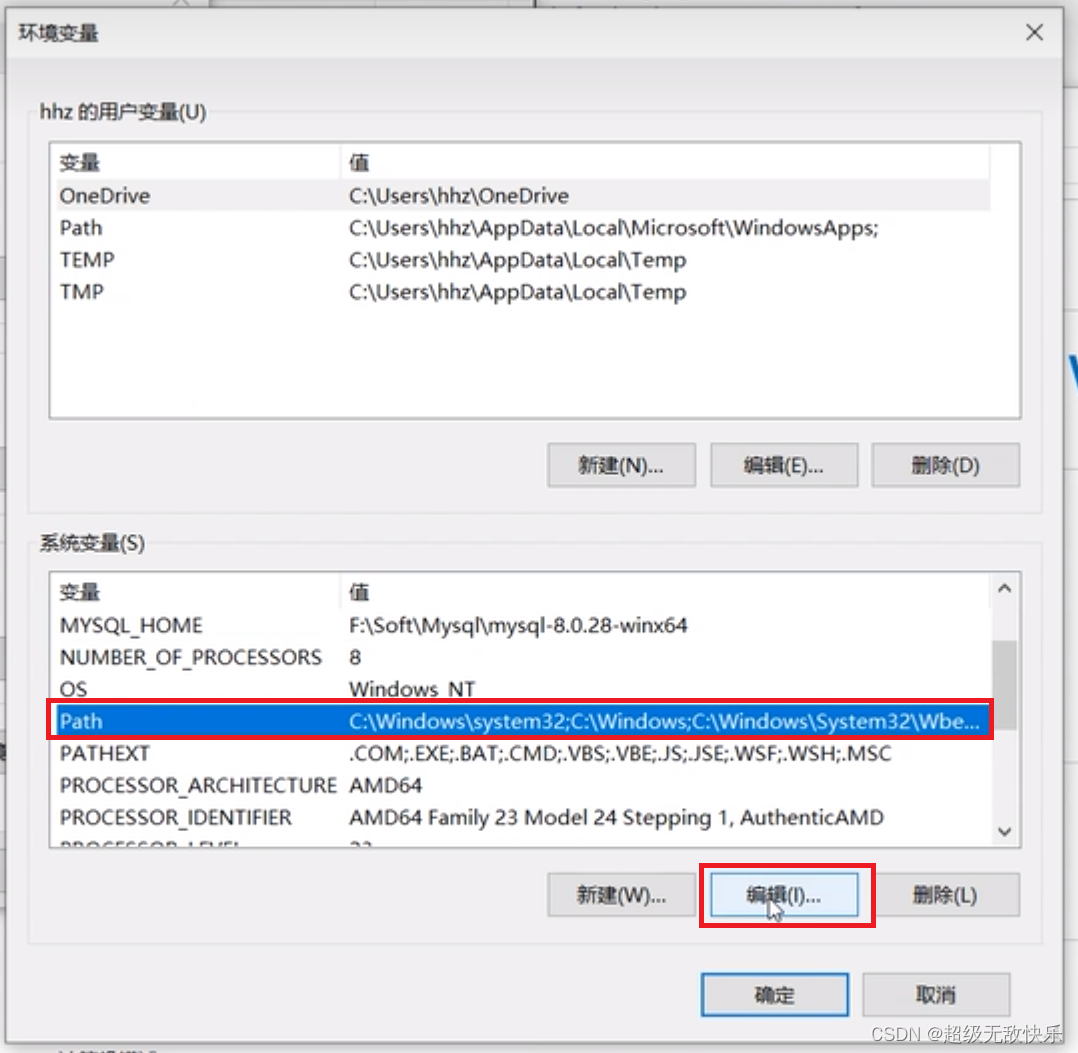 环境变量
hhz 的用户变量(U)
变量 值
OneDrive C:\Users\hhz\OneDrive
Path C:\Users\hhz\AppData\Local\Microsoft\WindowsApps;
TEMP C:\Users\hhz\AppData\Local\Temp
TMP C:\Users\hhz\AppData\Local\Temp
新建(N)... 编辑(E)... 删除(D)
系统变量(S)
变量 值
MYSQL_HOME F:\Soft\Mysql\mysql-8.0.28-winx64
NUMBER_OF_PROCESSORS 8
OS Windows_NT
Path C:\Windows\system32;C:\Windows;C:\Windows\System32\Wbe...
PATHEXT .COM;.EXE;.BAT;.CMD;.VBS;.VBE;.JS;.JSE;.WSF;.WSH;.MSC
PROCESSOR_ARCHITECTURE AMD64
PROCESSOR_IDENTIFIER AMD64 Family 23 Model 24 Stepping 1, AuthenticAMD
新建(W)... 编辑(I)... 删除(L)
确定 取消
CSDN @超级无敌快乐